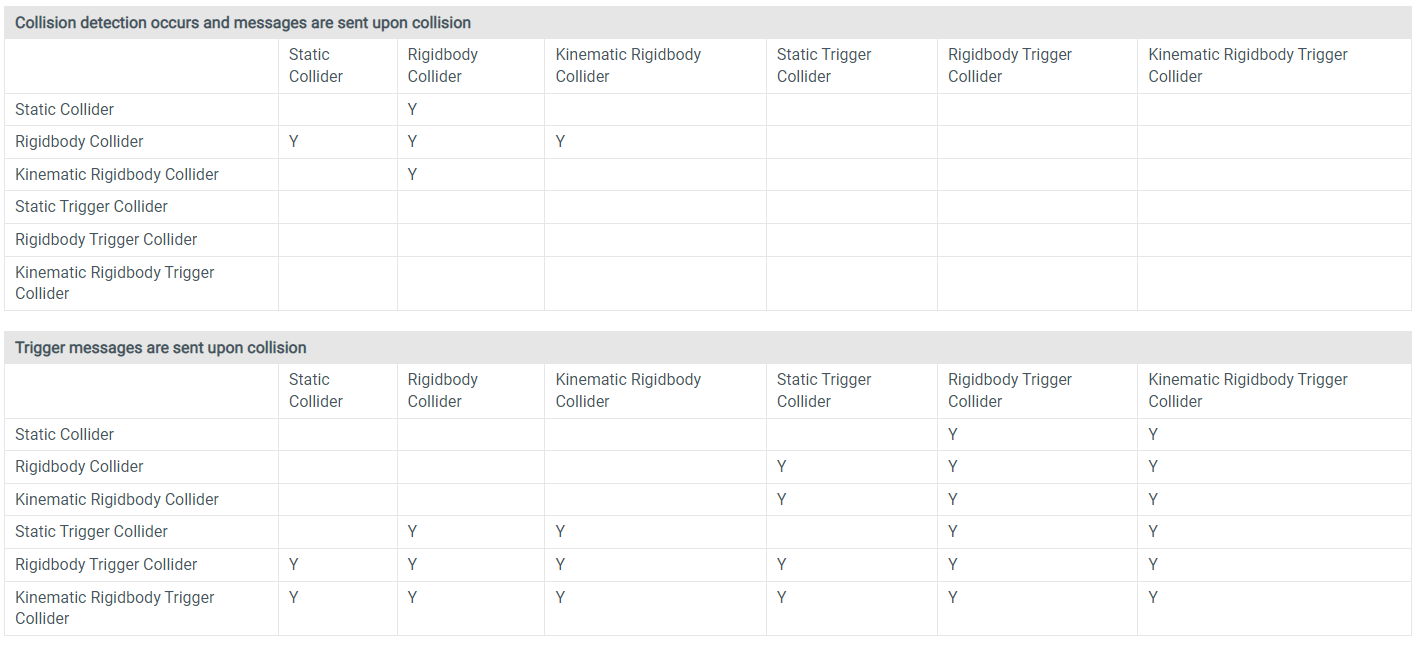 Collision detection occurs and messages are sent upon collision
Static Collider Rigidbody Collider Kinematic Rigidbody Collider Static Trigger Collider Rigidbody Trigger Collider Kinematic Rigidbody Trigger Collider
Static Collider Y
Rigidbody Collider Y Y Y
Kinematic Rigidbody Collider Y
Static Trigger Collider
Rigidbody Trigger Collider
Kinematic Rigidbody Trigger Collider
Trigger messages are sent upon collision
Static Collider Rigidbody Collider Kinematic Rigidbody Collider Static Trigger Collider Rigidbody Trigger Collider Kinematic Rigidbody Trigger Collider
Static Collider Y Y
Rigidbody Collider Y Y Y
Kinematic Rigidbody Collider Y Y Y
Static Trigger Collider Y Y Y Y
Rigidbody Trigger Collider Y Y Y Y Y Y
Kinematic Rigidbody Trigger Collider Y Y Y Y Y Y